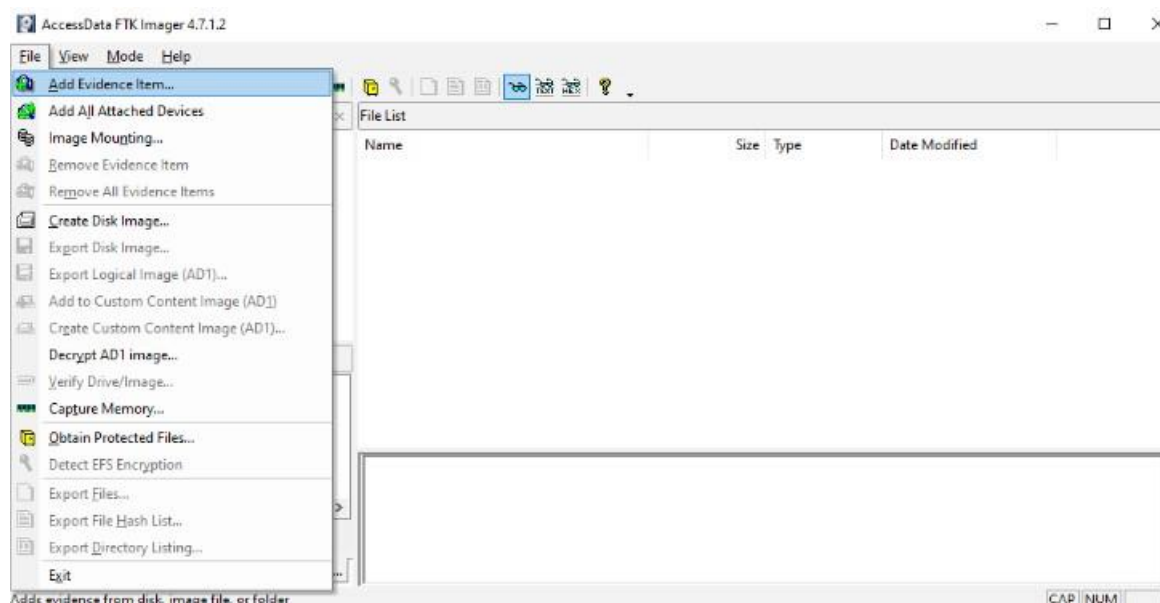 AccessData FTK Imager 4.7.1.2
File View Mode Help
Add Evidence Item...
Add All Attached Devices
File List
Image Mounting...
Name Size Type Date Modified
Remove Evidence Item
Remove All Evidence Items
Create Disk Image...
Export Disk Image...
Export Logical Image (AD1)...
Add to Custom Content Image (AD1)
Create Custom Content Image (AD1)...
Decrypt AD1 image...
Verify Drive/Image...
Capture Memory...
Obtain Protected Files...
Detect EFS Encryption
Export Files...
Export File Hash List...
Export Directory Listing...
Exit
Adds evidence from disk, image file, or folder
CAP NUM